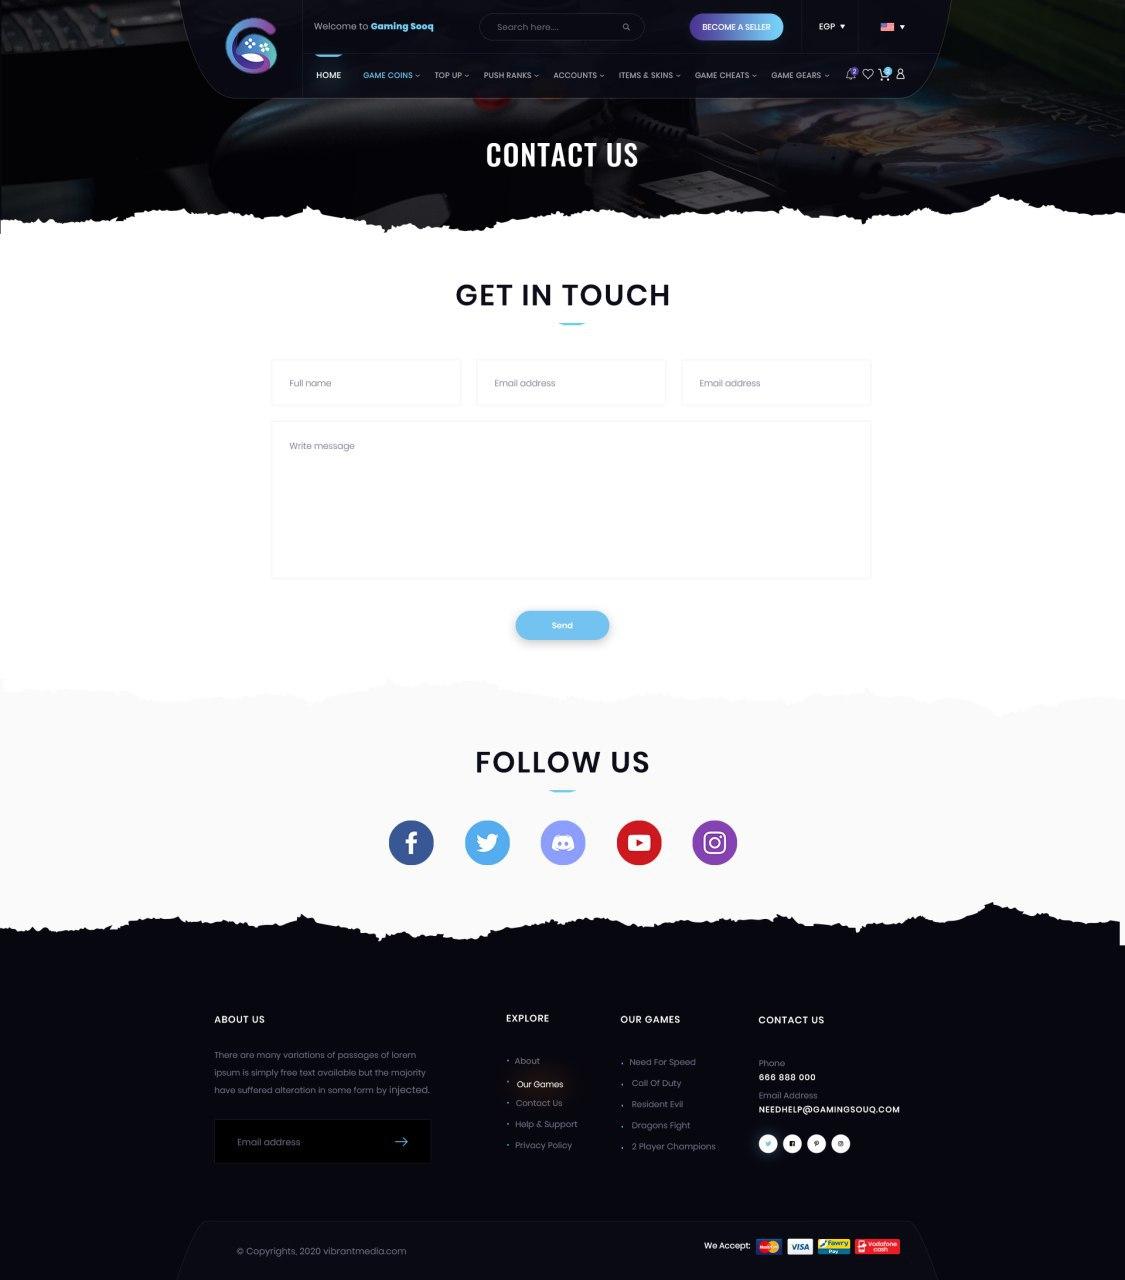 Welcome to Gaming Sooq
Search here....
BECOME A SELLER
EGP
HOME
GAME COINS
TOP UP
PUSH RANKS
ACCOUNTS
ITEMS & SKINS
GAME CHEATS
GAME GEARS
CONTACT US
GET IN TOUCH
Full name
Email address
Email address
Write message
Send
FOLLOW US
ABOUT US
There are many variations of passages of lorem
ipsum is simply free text available but the majority
have suffered alteration in some form by injected.
Email address
EXPLORE
About
Our Games
Contact Us
Help & Support
Privacy Policy
OUR GAMES
Need For Speed
Call Of Duty
Resident Evil
Dragons Fight
2 Player Champions
CONTACT US
Phone
666 888 000
Email Address
NEEDHELP@GAMINGSOUQ.COM
© Copyrights, 2020 vibrantmedia.com
We Accept:
MasterCard
VISA
Fawry
Pay
vodafone
cash